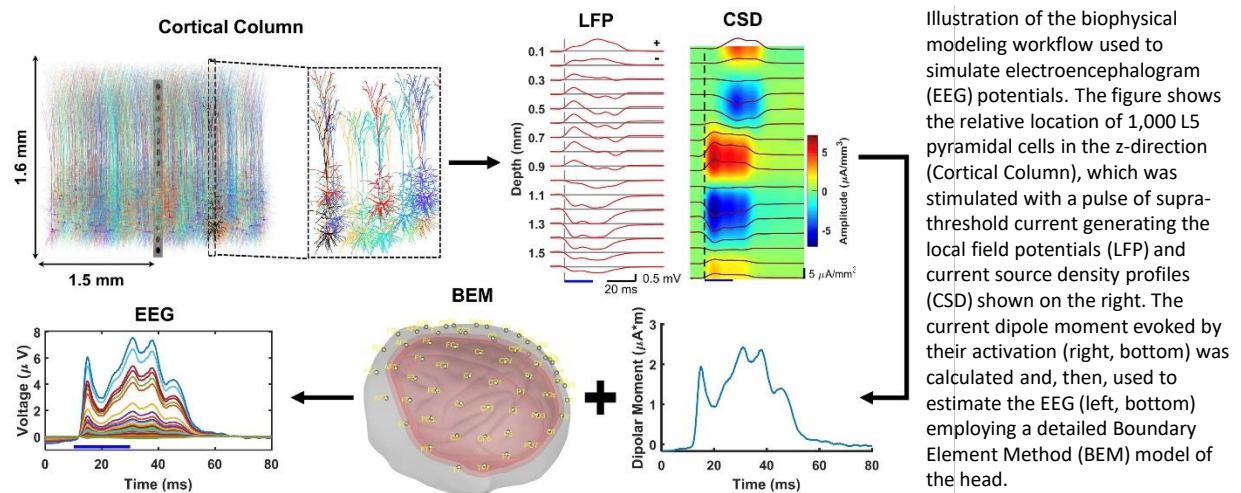 Cortical Column
1.6 mm
1.5 mm
LFP
+
-
Depth (mm)
0.1
0.3
0.5
0.7
0.9
1.1
1.3
1.5
0.5 mV
20 ms
CSD
5
0
-5
Amplitude (µA/mm³)
5 µA/mm³
EEG
Voltage (µ V)
8
6
4
2
0
0 20 40 60 80
Time (ms)
BEM
+
Dipolar Moment (µA*m)
3
2
1
0
0 20 40 60 80
Time (ms)
Illustration of the biophysical
modeling workflow used to
simulate electroencephalogram
(EEG) potentials. The figure shows
the relative location of 1,000 L5
pyramidal cells in the z-direction
(Cortical Column), which was
stimulated with a pulse of supra-
threshold current generating the
local field potentials (LFP) and
current source density profiles
(CSD) shown on the right. The
current dipole moment evoked by
their activation (right, bottom) was
calculated and, then, used to
estimate the EEG (left, bottom)
employing a detailed Boundary
Element Method (BEM) model of
the head.